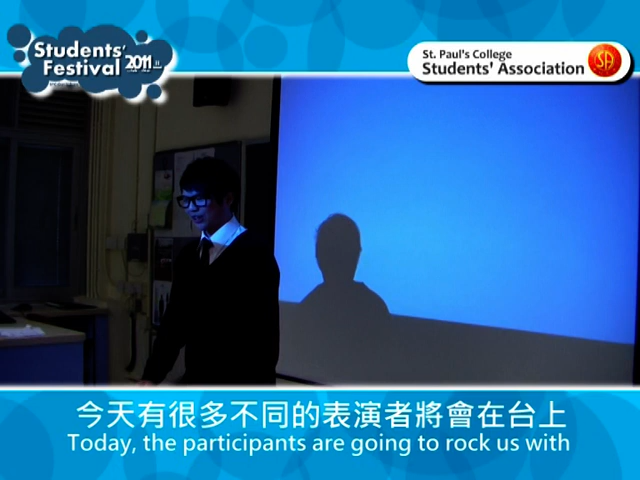 Students'
Festival 2011
St. Paul's College
Students' Association
SA
今天有很多不同的表演者將會在台上
Today, the participants are going to rock us with